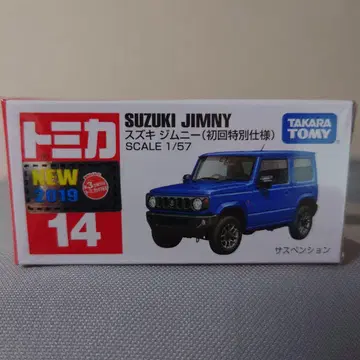 トミカ
SUZUKI JIMNY
スズキ ジムニー(初回特別仕様)
SCALE 1/57
TAKARA
TOMY
NEW
2019
14
サスペンション